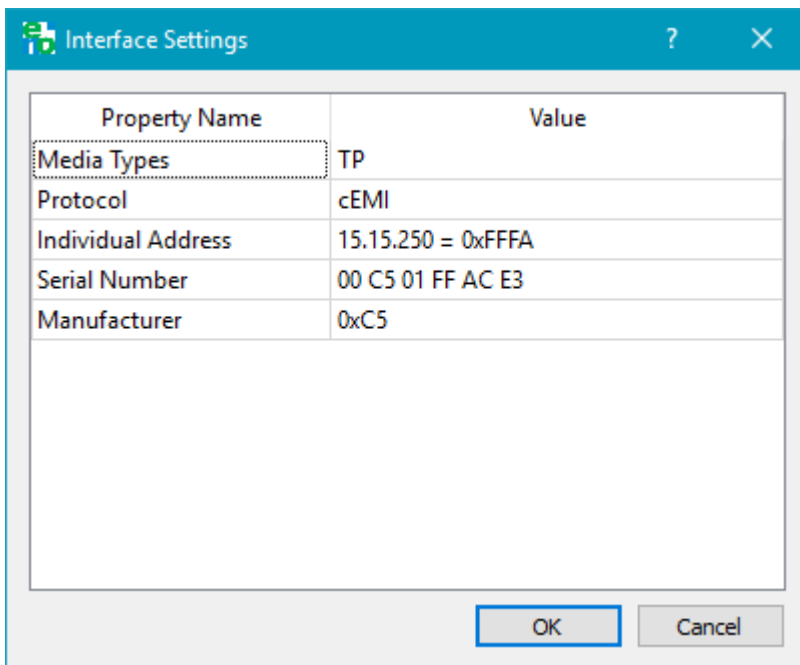 Interface Settings
Property Name Value
Media Types TP
Protocol cEMI
Individual Address 15.15.250 = 0xFFFA
Serial Number 00 C5 01 FF AC E3
Manufacturer 0xC5
OK Cancel